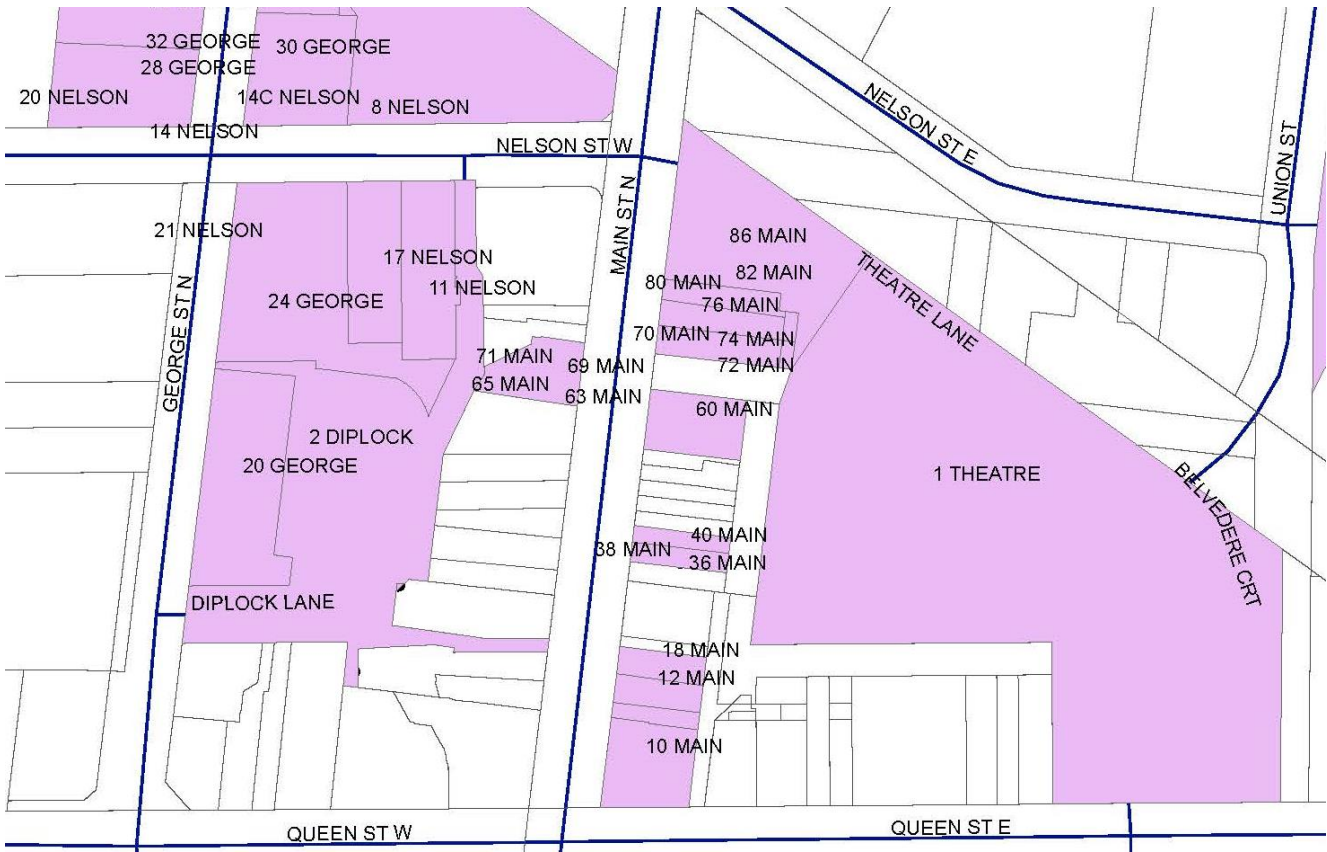 32 GEORGE
30 GEORGE
28 GEORGE
20 NELSON
14C NELSON
8 NELSON
14 NELSON
NELSON ST W
NELSON ST E
UNION ST
MAIN ST N
GEORGE ST N
21 NELSON
17 NELSON
11 NELSON
24 GEORGE
86 MAIN
82 MAIN
80 MAIN
76 MAIN
70 MAIN
74 MAIN
72 MAIN
THEATRE LANE
71 MAIN
69 MAIN
65 MAIN
63 MAIN
60 MAIN
2 DIPLOCK
20 GEORGE
1 THEATRE
BELVEDERE CRT
40 MAIN
38 MAIN
36 MAIN
DIPLOCK LANE
18 MAIN
12 MAIN
10 MAIN
QUEEN ST W
QUEEN ST E